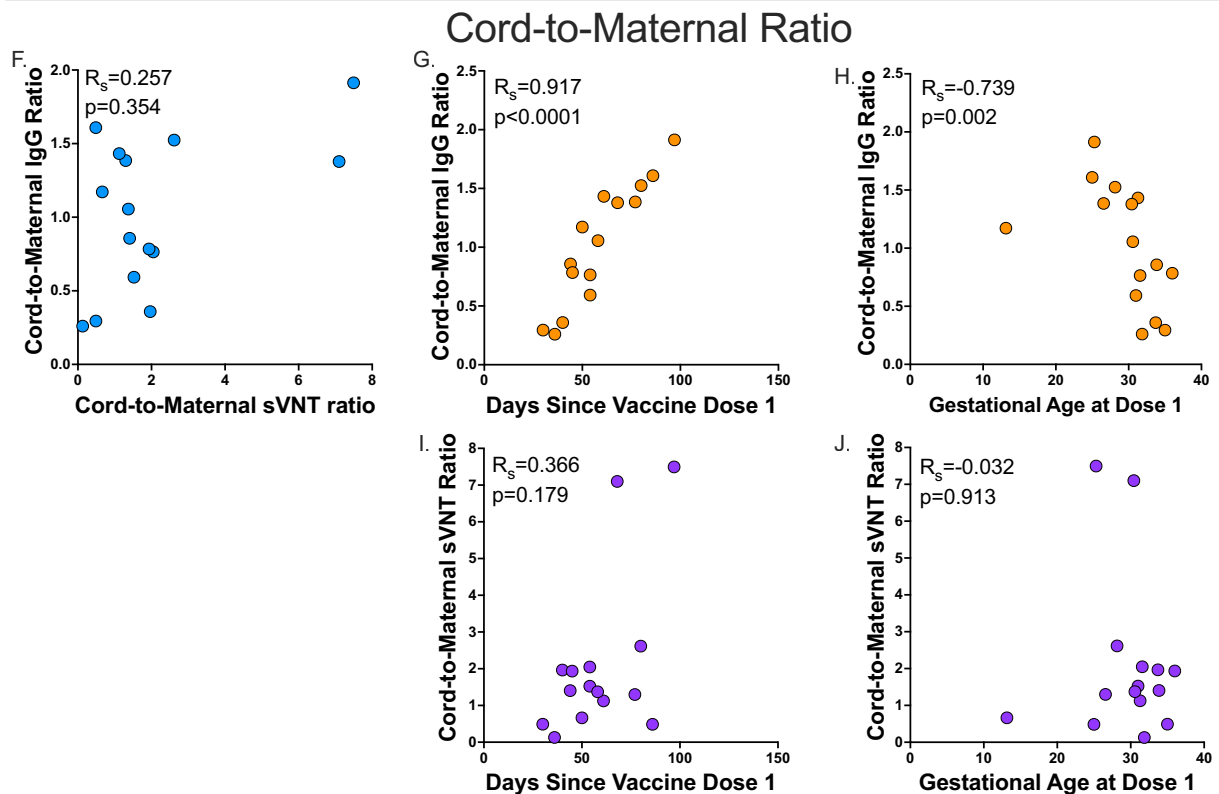 Cord-to-Maternal Ratio
F.
R_s=0.257
p=0.354
Cord-to-Maternal IgG Ratio
2.0
1.5
1.0
0.5
0.0
0 2 4 6 8
Cord-to-Maternal sVNT ratio
G.
R_s=0.917
p<0.0001
Cord-to-Maternal IgG Ratio
2.5
2.0
1.5
1.0
0.5
0.0
0 50 100 150
Days Since Vaccine Dose 1
H.
R_s=-0.739
p=0.002
Cord-to-Maternal IgG Ratio
2.5
2.0
1.5
1.0
0.5
0.0
0 10 20 30 40
Gestational Age at Dose 1
I.
R_s=0.366
p=0.179
Cord-to-Maternal sVNT Ratio
8
7
6
5
4
3
2
1
0
0 50 100 150
Days Since Vaccine Dose 1
J.
R_s=-0.032
p=0.913
Cord-to-Maternal sVNT Ratio
8
7
6
5
4
3
2
1
0
0 10 20 30 40
Gestational Age at Dose 1